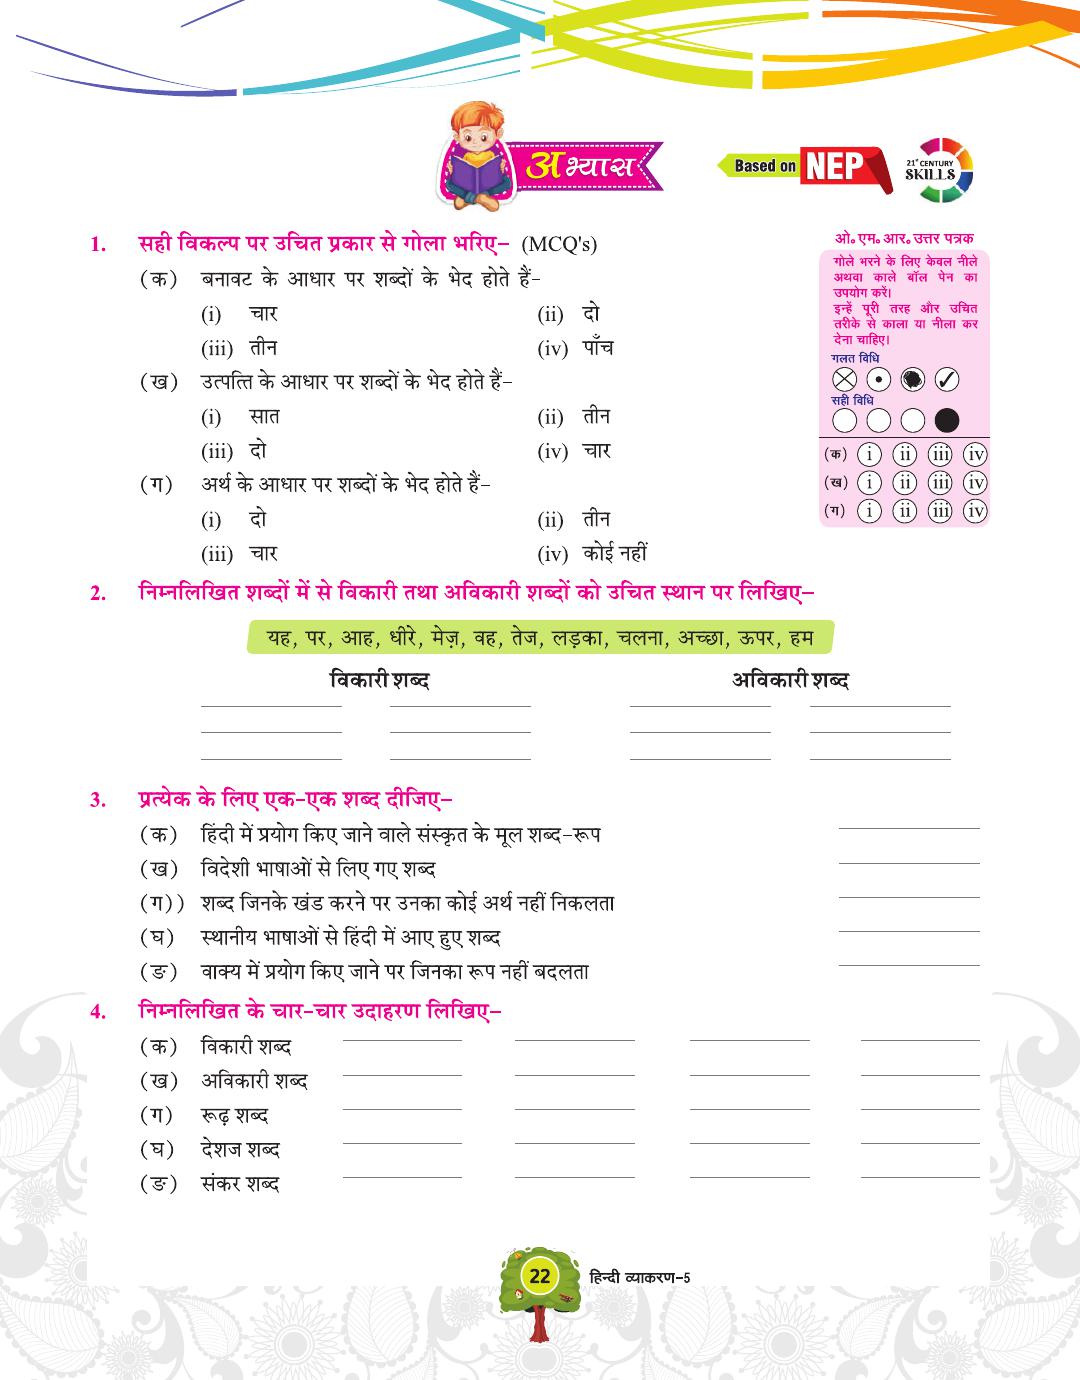 अभ्यास
Based on NEP
21st CENTURY
SKILLS
1. सही विकल्प पर उचित प्रकार से गोला भरिए– (MCQ's)
(क) बनावट के आधार पर शब्दों के भेद होते हैं–
(i) चार (ii) दो
(iii) तीन (iv) पाँच
(ख) उत्पत्ति के आधार पर शब्दों के भेद होते हैं–
(i) सात (ii) तीन
(iii) दो (iv) चार
(ग) अर्थ के आधार पर शब्दों के भेद होते हैं–
(i) दो (ii) तीन
(iii) चार (iv) कोई नहीं
ओ॰ एम॰ आर॰ उत्तर पत्रक
गोले भरने के लिए केवल नीले
अथवा काले बॉल पेन का
उपयोग करें।
इन्हें पूरी तरह और उचित
तरीके से काला या नीला कर
देना चाहिए।
गलत विधि
सही विधि
(क) i ii iii iv
(ख) i ii iii iv
(ग) i ii iii iv
2. निम्नलिखित शब्दों में से विकारी तथा अविकारी शब्दों को उचित स्थान पर लिखिए–
यह, पर, आह, धीरे, मेज़, वह, तेज, लड़का, चलना, अच्छा, ऊपर, हम
विकारी शब्द अविकारी शब्द
3. प्रत्येक के लिए एक-एक शब्द दीजिए–
(क) हिंदी में प्रयोग किए जाने वाले संस्कृत के मूल शब्द-रूप
(ख) विदेशी भाषाओं से लिए गए शब्द
(ग)) शब्द जिनके खंड करने पर उनका कोई अर्थ नहीं निकलता
(घ) स्थानीय भाषाओं से हिंदी में आए हुए शब्द
(ङ) वाक्य में प्रयोग किए जाने पर जिनका रूप नहीं बदलता
4. निम्नलिखित के चार-चार उदाहरण लिखिए–
(क) विकारी शब्द
(ख) अविकारी शब्द
(ग) रूढ़ शब्द
(घ) देशज शब्द
(ङ) संकर शब्द
22 हिन्दी व्याकरण-5